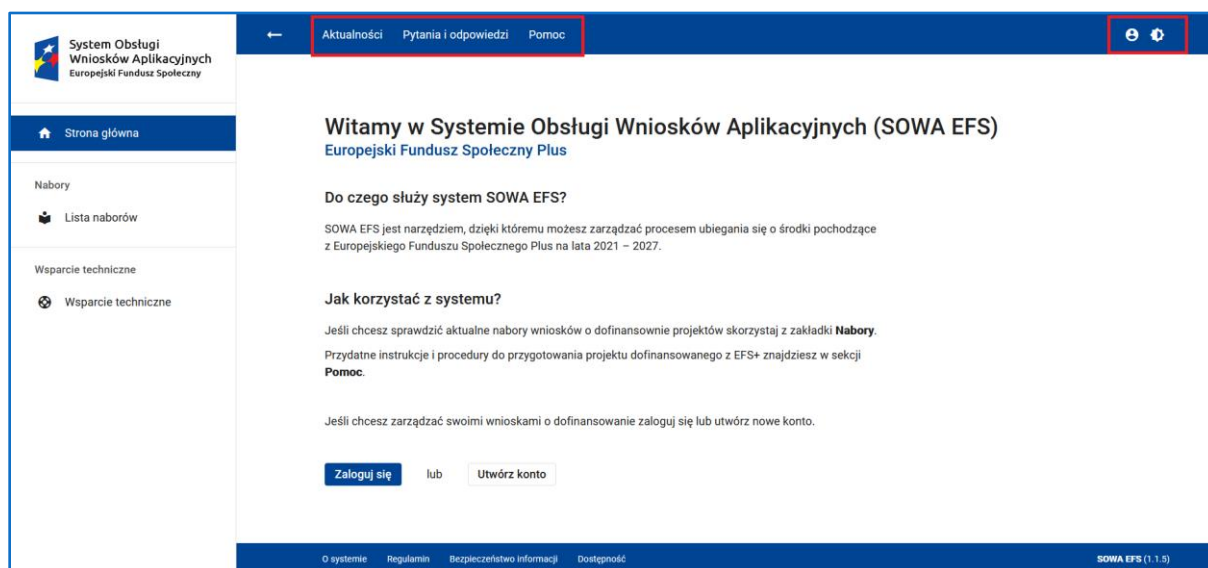 System Obsługi
Wniosków Aplikacyjnych
Europejski Fundusz Społeczny
Aktualności Pytania i odpowiedzi Pomoc
Strona główna
Nabory
Lista naborów
Wsparcie techniczne
Wsparcie techniczne
Witamy w Systemie Obsługi Wniosków Aplikacyjnych (SOWA EFS)
Europejski Fundusz Społeczny Plus
Do czego służy system SOWA EFS?
SOWA EFS jest narzędziem, dzięki któremu możesz zarządzać procesem ubiegania się o środki pochodzące
z Europejskiego Funduszu Społecznego Plus na lata 2021 – 2027.
Jak korzystać z systemu?
Jeśli chcesz sprawdzić aktualne nabory wniosków o dofinansownie projektów skorzystaj z zakładki Nabory.
Przydatne instrukcje i procedury do przygotowania projektu dofinansowanego z EFS+ znajdziesz w sekcji
Pomoc.
Jeśli chcesz zarządzać swoimi wnioskami o dofinansowanie zaloguj się lub utwórz nowe konto.
Zaloguj się lub Utwórz konto
O systemie Regulamin Bezpieczeństwo informacji Dostępność SOWA EFS (1.1.5)